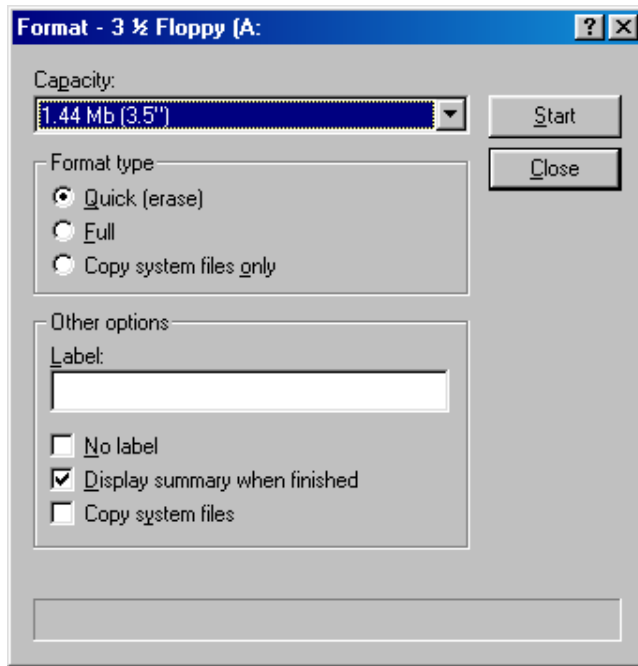 Format - 3 ½ Floppy (A:
Capacity:
1.44 Mb (3.5")
Start
Format type
Close
Quick (erase)
Full
Copy system files only
Other options
Label:
No label
Display summary when finished
Copy system files